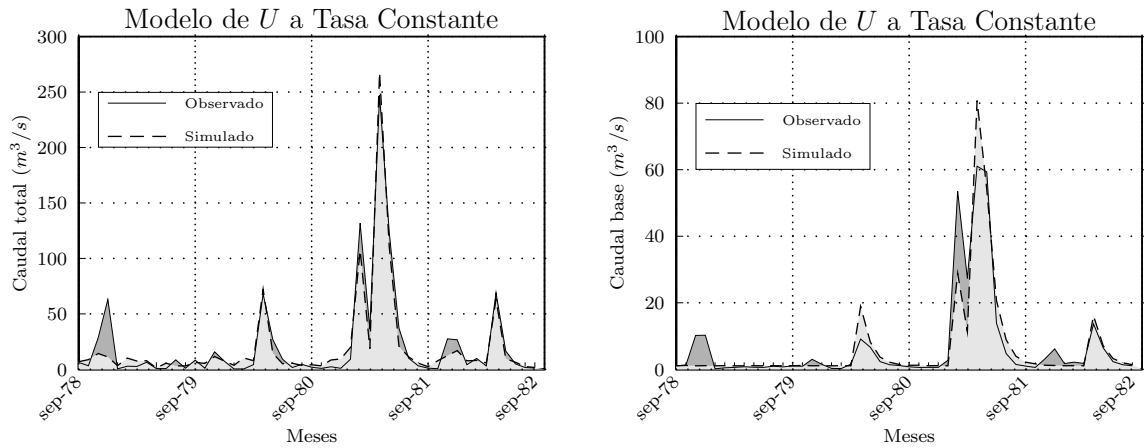 Modelo de U a Tasa Constante
300
250
200
150
100
50
0
Caudal total (m³/s)
Observado
Simulado
sep-78
sep-79
sep-80
sep-81
sep-82
Meses
Modelo de U a Tasa Constante
100
80
60
40
20
0
Caudal base (m³/s)
Observado
Simulado
sep-78
sep-79
sep-80
sep-81
sep-82
Meses